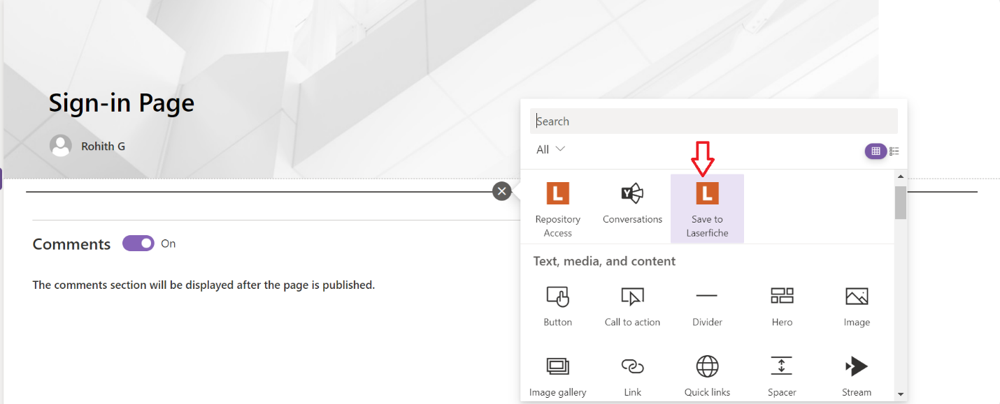 Sign-in Page
Rohith G
Comments
On
The comments section will be displayed after the page is published.
Search
All
L
Repository
Access
Y
Conversations
L
Save to
Laserfiche
Text, media, and content
Button
Call to action
Divider
Hero
Image
Image gallery
Link
Quick links
Spacer
Stream